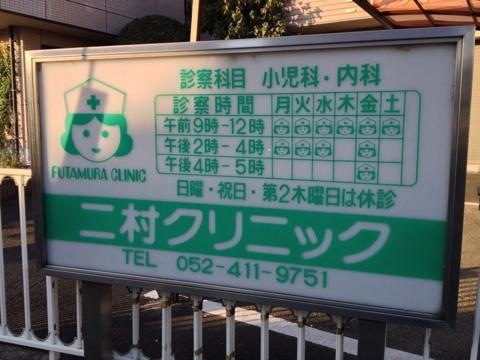 診察科目 小児科・内科
診察時間 月 火 水 木 金 土
午前9時-12時
午後2時-4時
午後4時-5時
FUTAMURA CLINIC
日曜・祝日・第2木曜日は休診
二村クリニック
TEL 052-411-9751